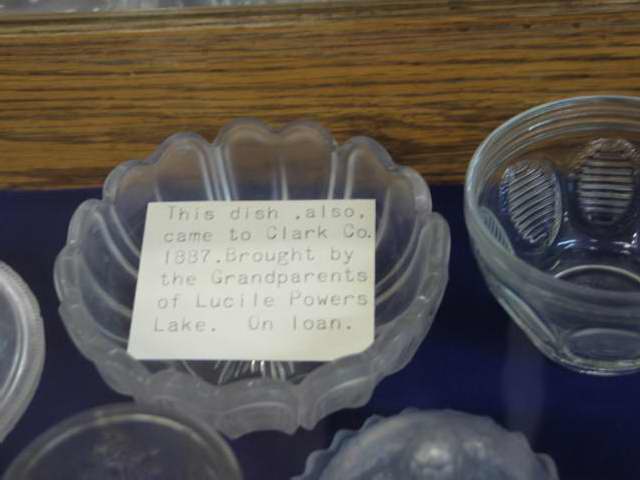 This dish ,also,
came to Clark Co.
1887.Brought by
the Grandparents
of Lucile Powers
Lake. On loan.